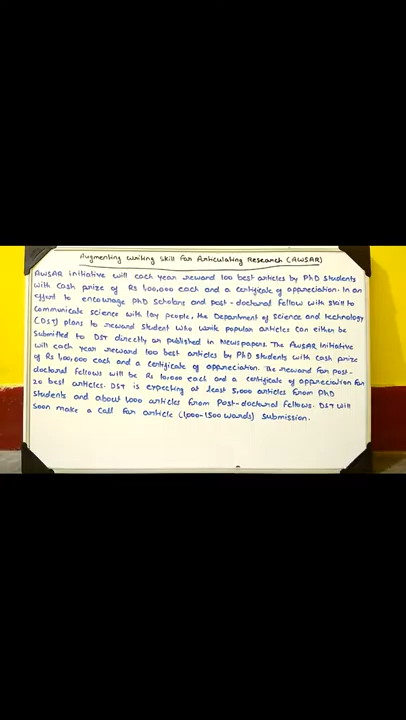 Augmenting Writing Skill for Articulating Research (AWSAR)
AWSAR initiative will each year reward 100 best articles by PhD students
with cash prize of Rs 1,00,000 each and a certificate of appreciation. In an
effort to encourage PhD Scholars and post-doctoral Fellow with skill to
communicate science with lay people, the Department of science and technology
(DST) plans to reward student who write popular articles can either be
submitted to DST directly or published in Newspapers. The AWSAR Initiative
will each year reward 100 best articles by PhD students with cash prize
of Rs 1,00,000 each and a certificate of appreciation. The reward for post-
doctoral fellows will be Rs 10,000 each and a certificate of appreciation for
20 best articles. DST is expecting at least 5,000 articles from PhD
students and about 1,000 articles from Post-doctoral Fellows. DST will
soon make a call for article (1,000-1500 words) submission.